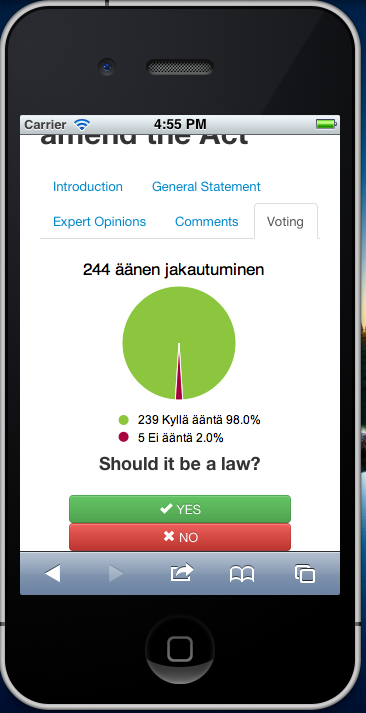 Carrier 4:55 PM
amend the Act
Introduction General Statement
Expert Opinions Comments Voting
244 äänen jakautuminen
239 Kyllä ääntä 98.0%
5 Ei ääntä 2.0%
Should it be a law?
YES
NO